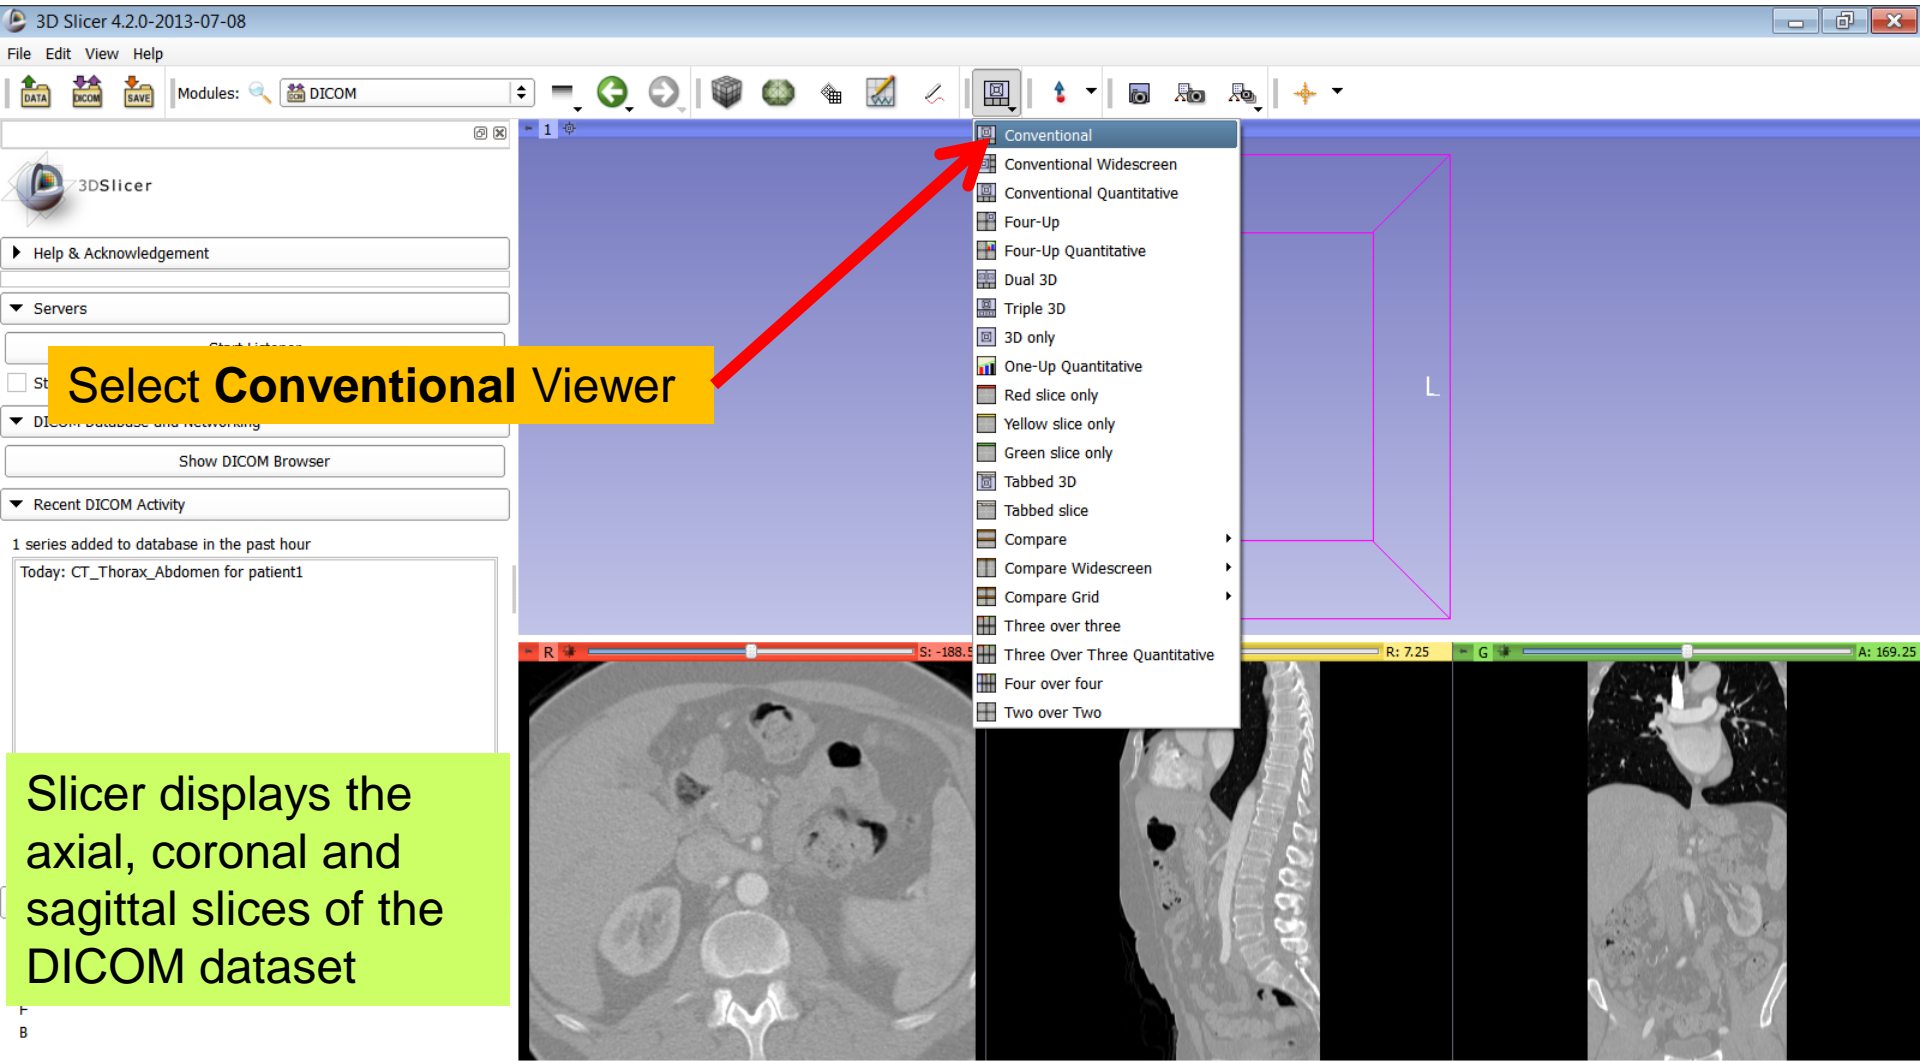 3D Slicer 4.2.0-2013-07-08
File Edit View Help
DATA DCOM SAVE Modules: DCM DICOM
1
3DSlicer
Help & Acknowledgement
Servers
St
Select Conventional Viewer
Show DICOM Browser
Recent DICOM Activity
1 series added to database in the past hour
Today: CT_Thorax_Abdomen for patient1
Slicer displays the
axial, coronal and
sagittal slices of the
DICOM dataset
B
Conventional
Conventional Widescreen
Conventional Quantitative
Four-Up
Four-Up Quantitative
Dual 3D
Triple 3D
3D only
One-Up Quantitative
Red slice only
Yellow slice only
Green slice only
Tabbed 3D
Tabbed slice
Compare
Compare Widescreen
Compare Grid
Three over three
Three Over Three Quantitative
Four over four
Two over Two
L
R S: -188.5
R: 7.25
G A: 169.25